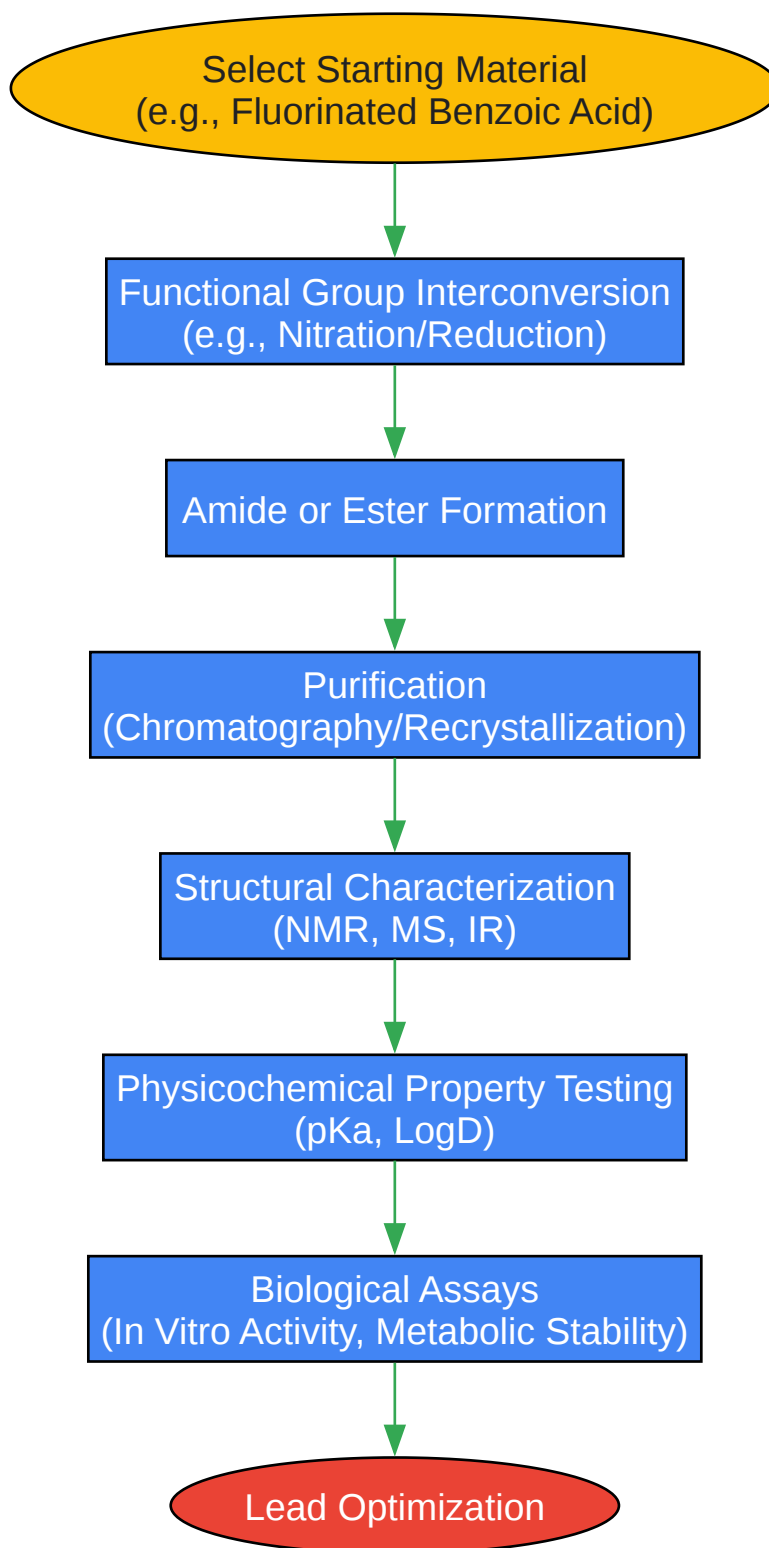 Select Starting Material
(e.g., Fluorinated Benzoic Acid)
Functional Group Interconversion
(e.g., Nitration/Reduction)
Amide or Ester Formation
Purification
(Chromatography/Recrystallization)
Structural Characterization
(NMR, MS, IR)
Physicochemical Property Testing
(pKa, LogD)
Biological Assays
(In Vitro Activity, Metabolic Stability)
Lead Optimization